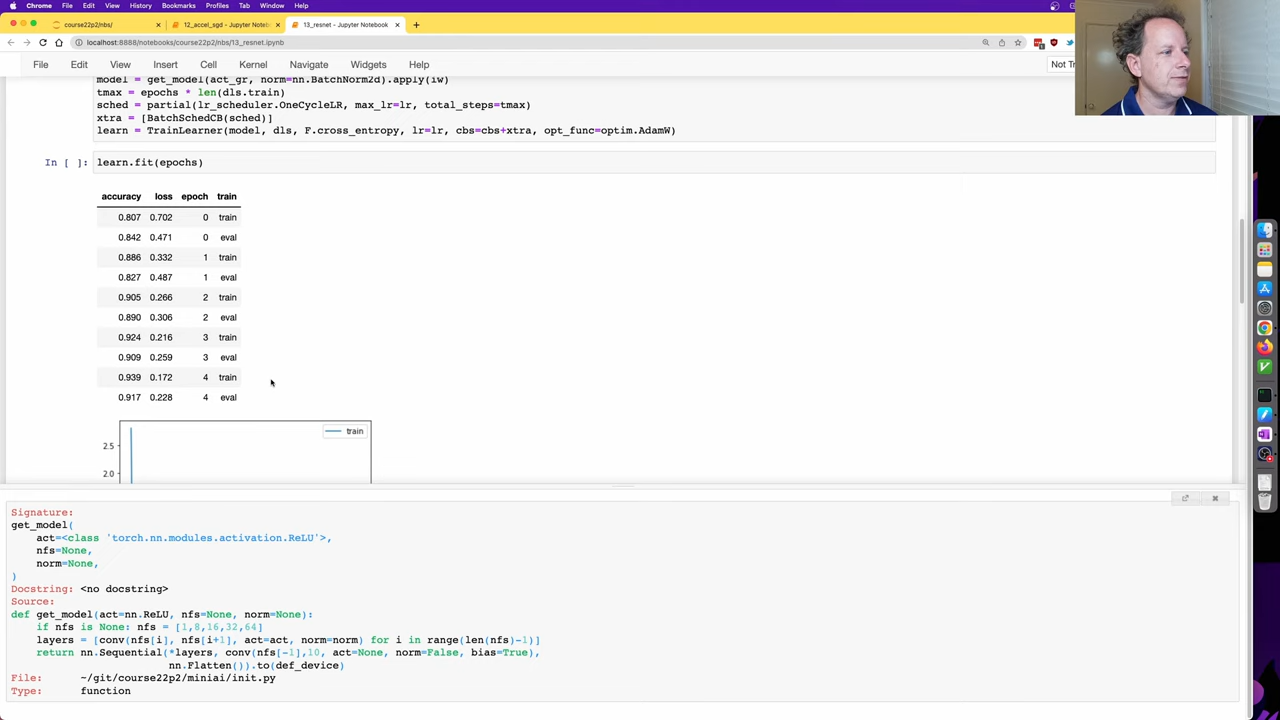 Chrome File Edit View History Bookmarks Profiles Tab Window Help
course22p2/nbs/
12_accel_sgd - Jupyter Noteb
13_resnet - Jupyter Notebook
localhost:8888/notebooks/course22p2/nbs/13_resnet.ipynb
File Edit View Insert Cell Kernel Navigate Widgets Help
Not Tr
model = get_model(act_gr, norm=nn.BatchNorm2d).apply(iw)
tmax = epochs * len(dls.train)
sched = partial(lr_scheduler.OneCycleLR, max_lr=lr, total_steps=tmax)
xtra = [BatchSchedCB(sched)]
learn = TrainLearner(model, dls, F.cross_entropy, lr=lr, cbs=cbs+xtra, opt_func=optim.AdamW)
In [ ]: learn.fit(epochs)
accuracy loss epoch train
0.807 0.702 0 train
0.842 0.471 0 eval
0.886 0.332 1 train
0.827 0.487 1 eval
0.905 0.266 2 train
0.890 0.306 2 eval
0.924 0.216 3 train
0.909 0.259 3 eval
0.939 0.172 4 train
0.917 0.228 4 eval
train
2.5
2.0
Signature:
get_model(
act=<class 'torch.nn.modules.activation.ReLU'>,
nfs=None,
norm=None,
)
Docstring: <no docstring>
Source:
def get_model(act=nn.ReLU, nfs=None, norm=None):
if nfs is None: nfs = [1,8,16,32,64]
layers = [conv(nfs[i], nfs[i+1], act=act, norm=norm) for i in range(len(nfs)-1)]
return nn.Sequential(*layers, conv(nfs[-1],10, act=None, norm=False, bias=True),
nn.Flatten()).to(def_device)
File: ~/git/course22p2/miniai/init.py
Type: function